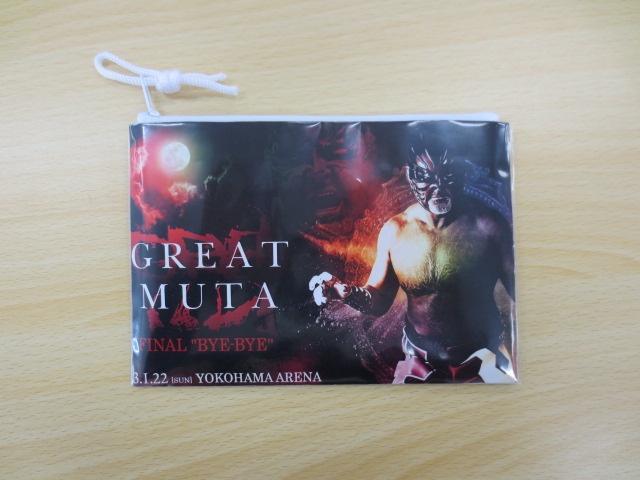 GREAT
MUTA
FINAL "BYE-BYE"
3.1.22 [SUN] YOKOHAMA ARENA